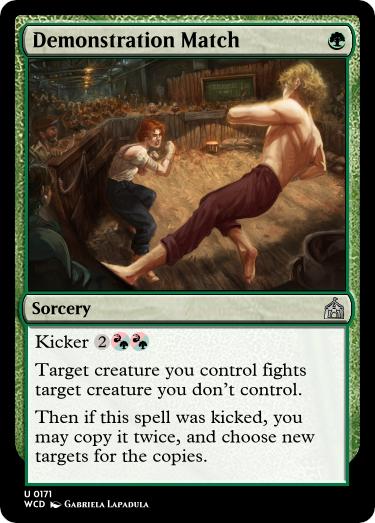 Demonstration Match
Sorcery
Kicker 2
Target creature you control fights
target creature you don't control.
Then if this spell was kicked, you
may copy it twice, and choose new
targets for the copies.
U 0171
WCD Gabriela Lapadula